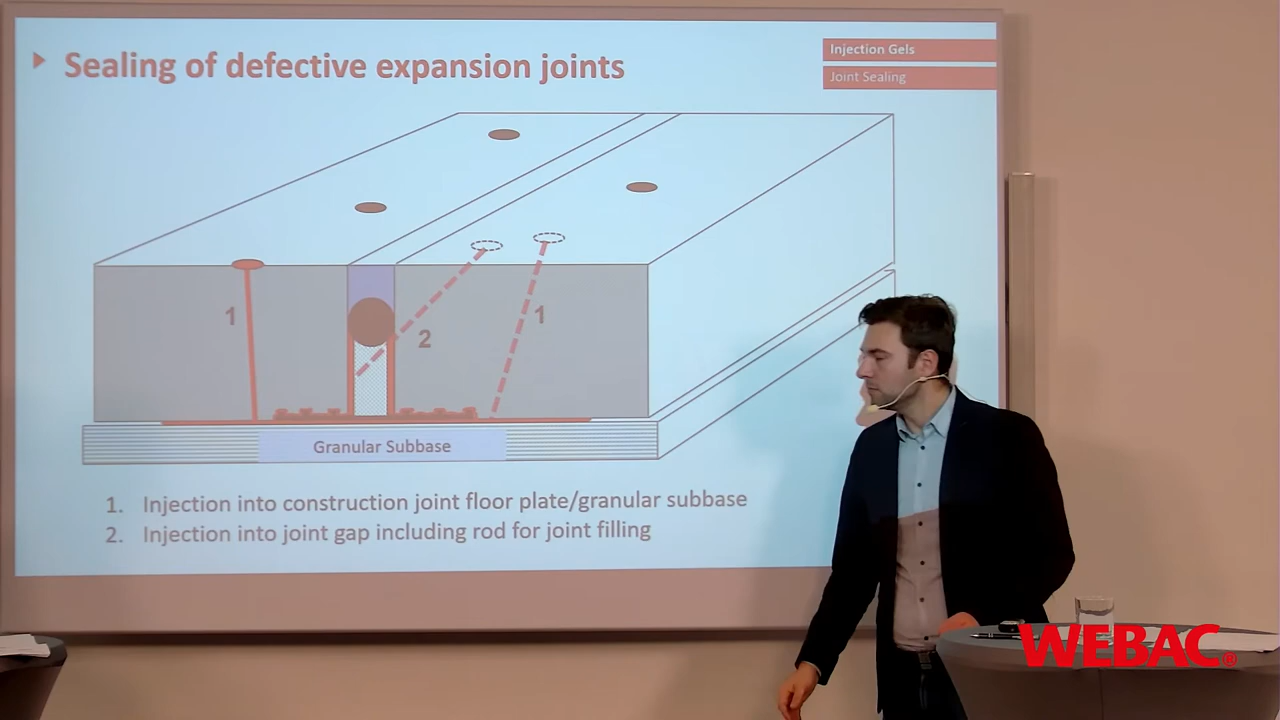 Sealing of defective expansion joints
Injection Gels
Joint Sealing
1
2
1
Granular Subbase
1. Injection into construction joint floor plate/granular subbase
2. Injection into joint gap including rod for joint filling
WEBAC®